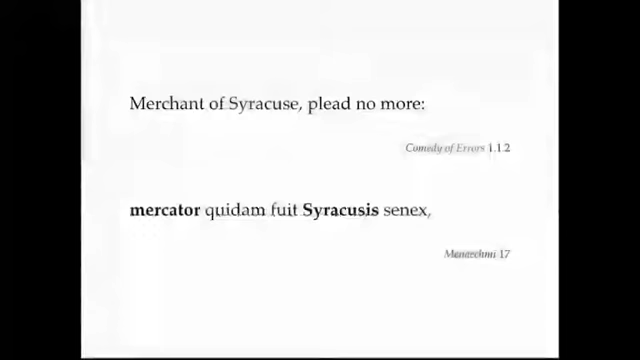 Merchant of Syracuse, plead no more:
Comedy of Errors 1.1.2
mercator quidam fuit Syracusis senex,
Menaechmi 17